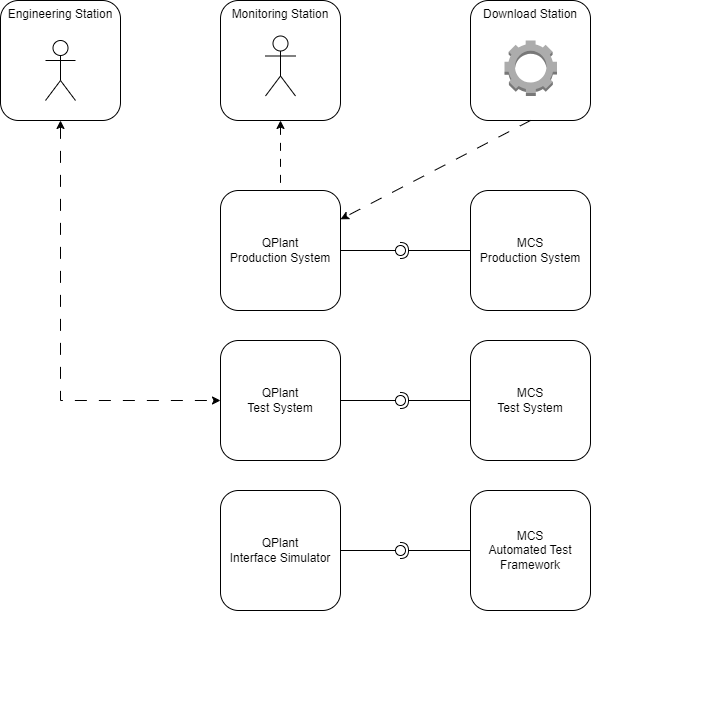 Engineering Station
Monitoring Station
Download Station
QPlant
Production System
MCS
Production System
QPlant
Test System
MCS
Test System
QPlant
Interface Simulator
MCS
Automated Test
Framework